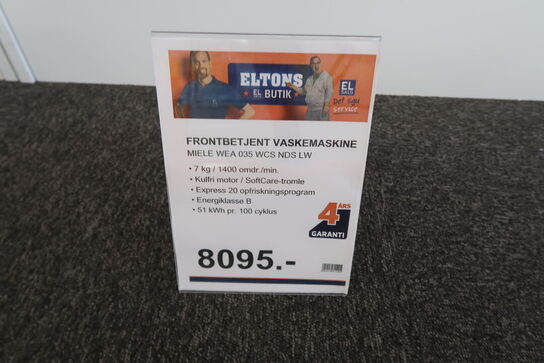 ELTONS
EL BUTIK
EL
SALG
Det sgu
service
FRONTBETJENT VASKEMASKINE
MIELE WEA 035 WCS NDS LW
• 7 kg / 1400 omdr./min.
• Kulfri motor / SoftCare-tromle
• Express 20 opfriskningsprogram
• Energiklasse B
• 51 kWh pr. 100 cyklus
4 ÅRS
GARANTI
8095.-